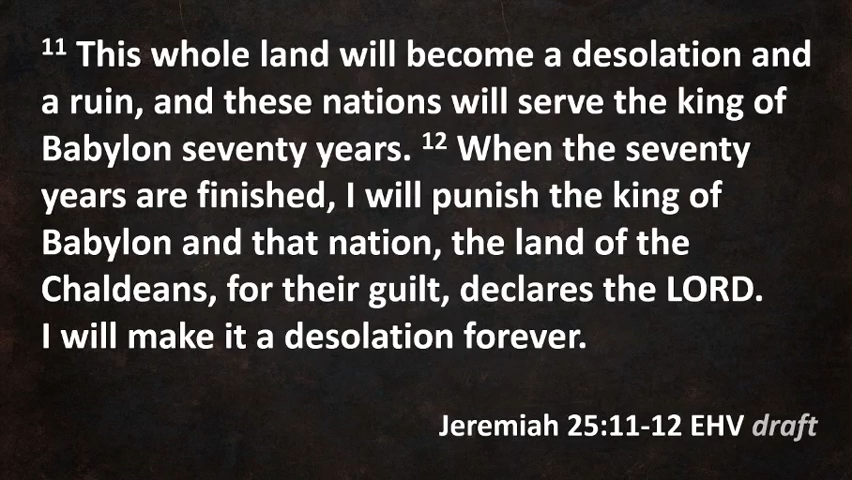 ¹¹ This whole land will become a desolation and
a ruin, and these nations will serve the king of
Babylon seventy years. ¹² When the seventy
years are finished, I will punish the king of
Babylon and that nation, the land of the
Chaldeans, for their guilt, declares the LORD.
I will make it a desolation forever.
Jeremiah 25:11-12 EHV draft